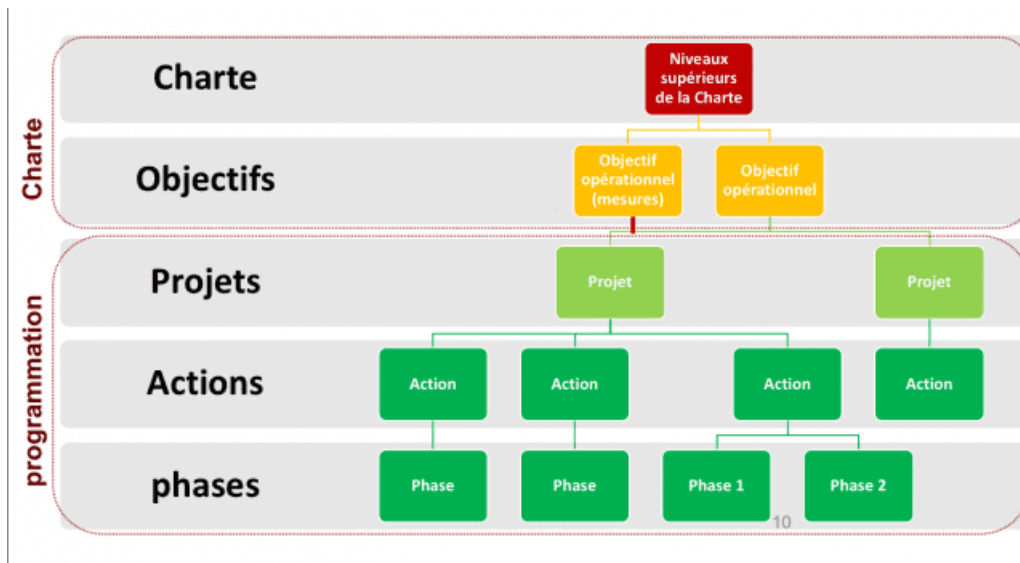 Charte
Charte
Niveaux
supérieurs
de la Charte
Objectifs
Objectif
opérationnel
(mesures)
Objectif
opérationnel
programmation
Projets
Projet
Projet
Actions
Action
Action
Action
Action
phases
Phase
Phase
Phase 1
Phase 2
10